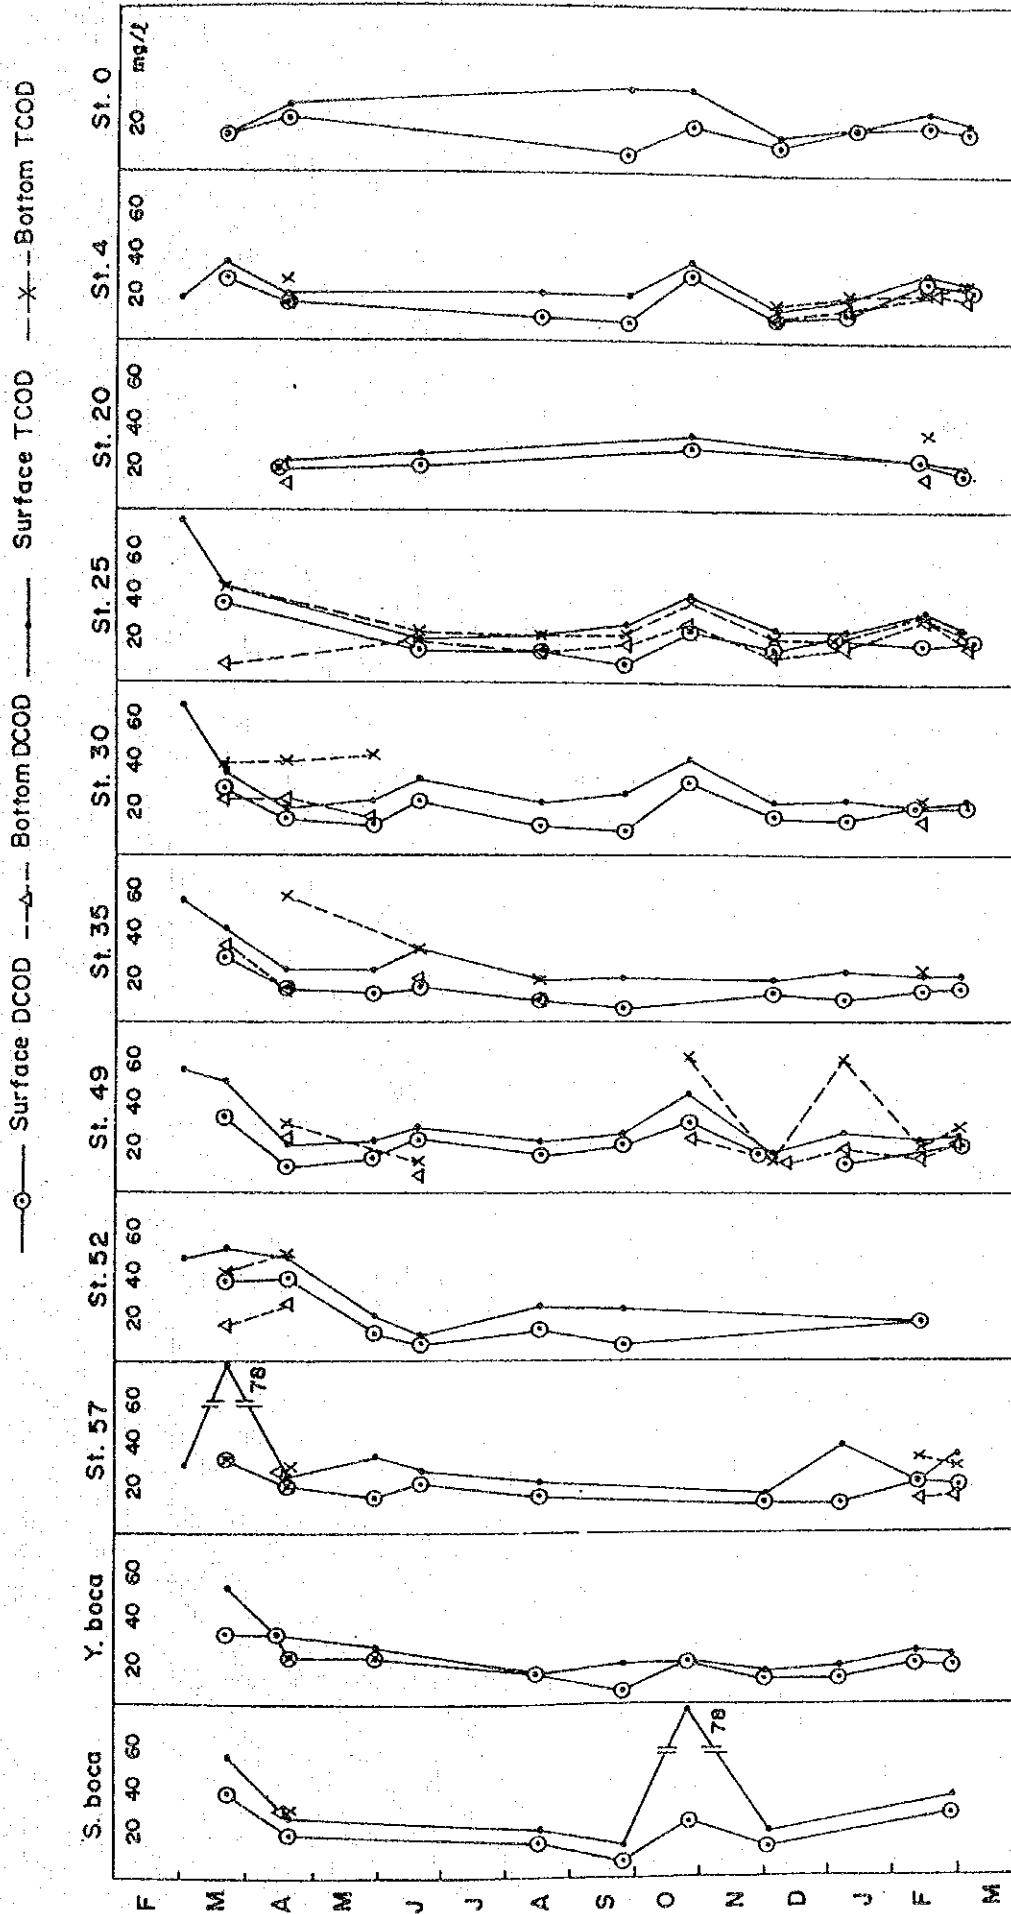 Surface DCOD Bottom DCOD Surface TCOD Bottom TCOD
St. 0
20 mg/l
St. 4
20 40 60
St. 20
20 40 60
St. 25
20 40 60
St. 30
20 40 60
St. 35
20 40 60
St. 49
20 40 60
St. 52
20 40 60
St. 57
20 40 60
78
Y. boca
20 40 60
S. boca
20 40 60
78
F M A M J J A S O N D J F M